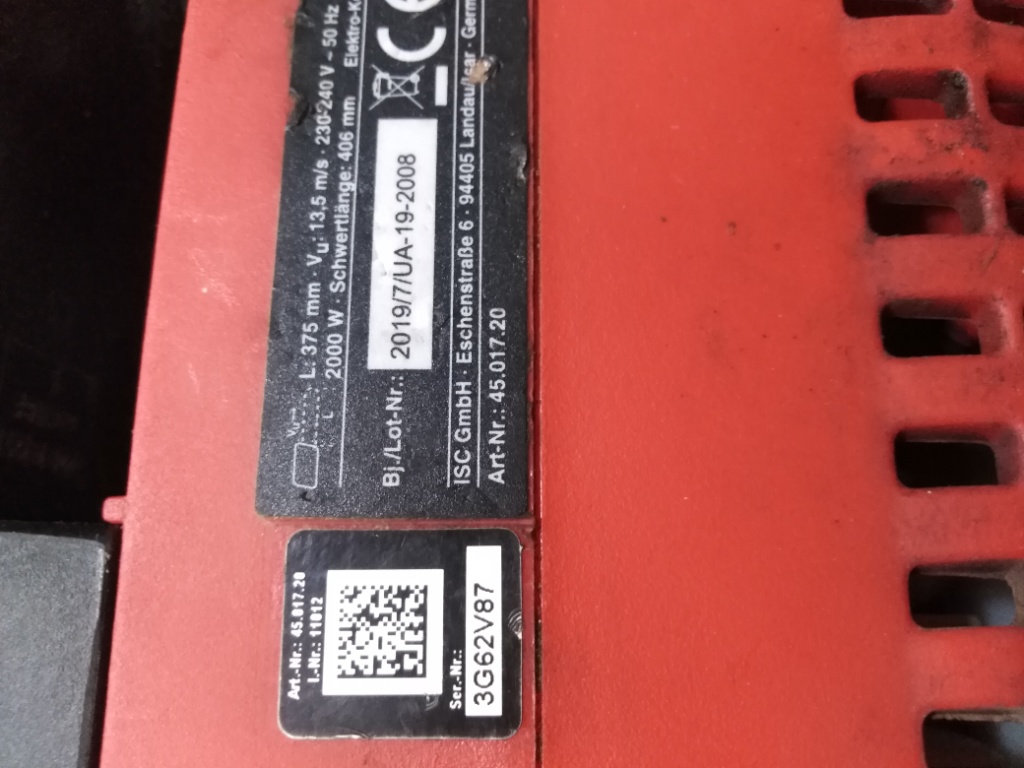 L: 375 mm · Vu: 13,5 m/s · 230-240 V ~ 50 Hz
2000 W · Schwertlänge: 406 mm
CE
Bj./Lot-Nr.: 2019/7/UA-19-2008
ISC GmbH · Eschenstraße 6 · 94405 Landau/Isar · Germ
Art-Nr.: 45.017.20
Art.-Nr.: 45.017.20
I.-Nr.: 11012
Ser.-Nr.:
3G62V87